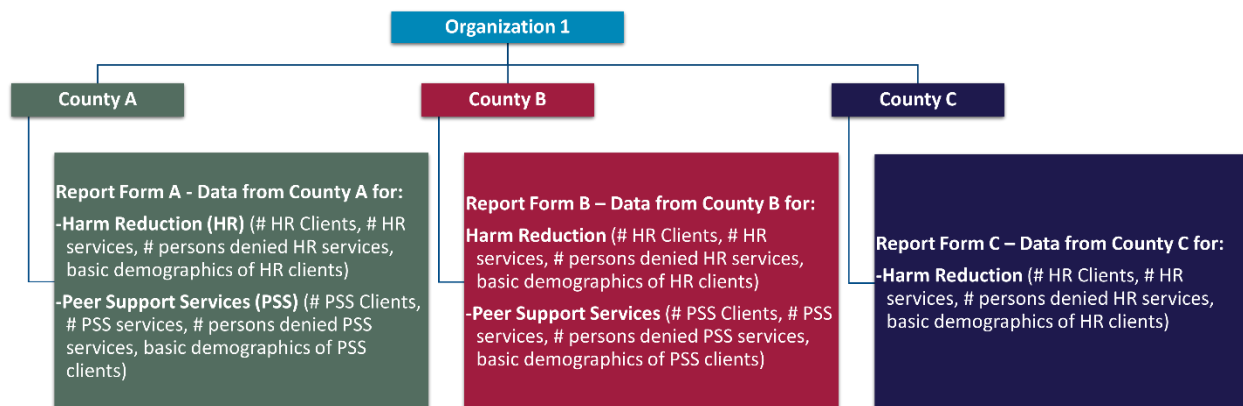 Organization 1
County A
County B
County C
Report Form A - Data from County A for:
-Harm Reduction (HR) (# HR Clients, # HR
services, # persons denied HR services,
basic demographics of HR clients)
-Peer Support Services (PSS) (# PSS Clients,
# PSS services, # persons denied PSS
services, basic demographics of PSS
clients)
Report Form B – Data from County B for:
Harm Reduction (# HR Clients, # HR
services, # persons denied HR services,
basic demographics of HR clients)
-Peer Support Services (# PSS Clients, # PSS
services, # persons denied PSS services,
basic demographics of PSS clients)
Report Form C – Data from County C for:
-Harm Reduction (# HR Clients, # HR
services, # persons denied HR services,
basic demographics of HR clients)